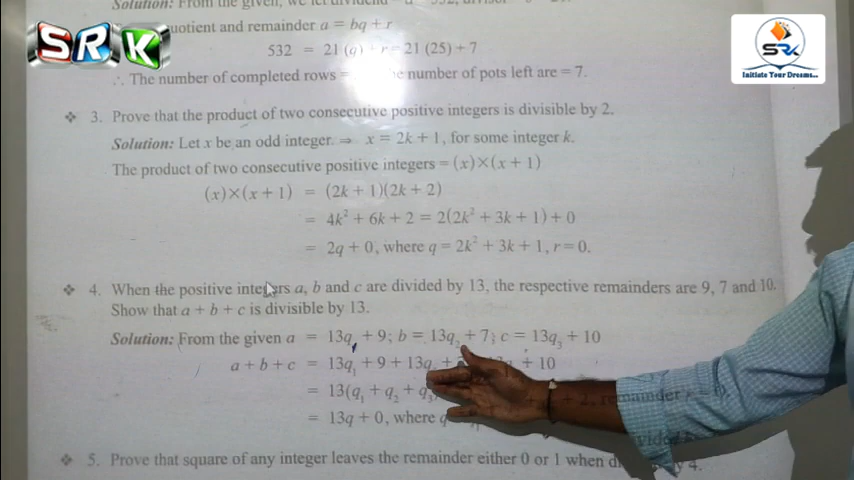 SRK
SRK
Initiate Your Dreams...
Solution: From the given, we let dividend
quotient and remainder a = bq + r
532 = 21 (q) + r = 21 (25) + 7
∴ The number of completed rows = number of pots left are = 7.
❖ 3. Prove that the product of two consecutive positive integers is divisible by 2.
Solution: Let x be an odd integer. ⇒ x = 2k + 1, for some integer k.
The product of two consecutive positive integers = (x)×(x + 1)
(x)×(x + 1) = (2k + 1)(2k + 2)
= 4k² + 6k + 2 = 2(2k² + 3k + 1) + 0
= 2q + 0, where q = 2k² + 3k + 1, r = 0.
❖ 4. When the positive integers a, b and c are divided by 13, the respective remainders are 9, 7 and 10.
Show that a + b + c is divisible by 13.
Solution: From the given a = 13q₁ + 9; b = 13q₂ + 7; c = 13q₃ + 10
a + b + c = 13q₁ + 9 + 13q₂ + + 10
= 13(q₁ + q₂ + q₃) + 2, remainder r = 0.
= 13q + 0, where q
❖ 5. Prove that square of any integer leaves the remainder either 0 or 1 when by 4.